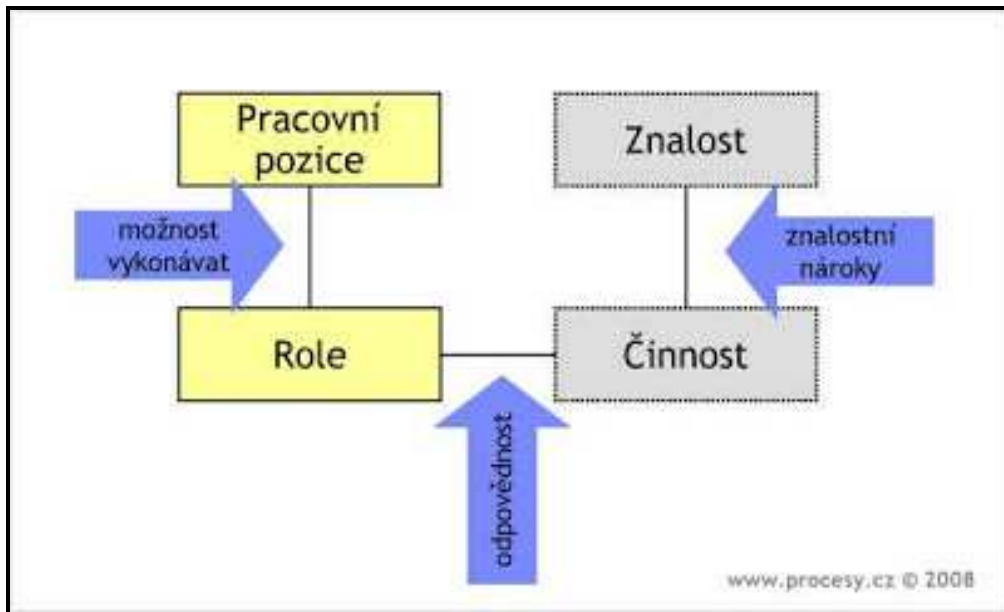 Pracovní
pozice
Znalost
možnost
vykonávat
znalostní
nároky
Role
Činnost
odpovědnost
www.procesy.cz © 2008